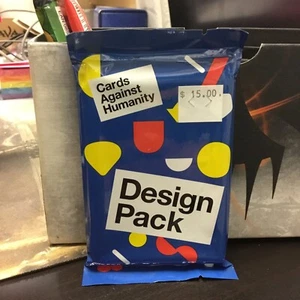 Cards
Against
Humanity
$ 15.00
Design
Pack